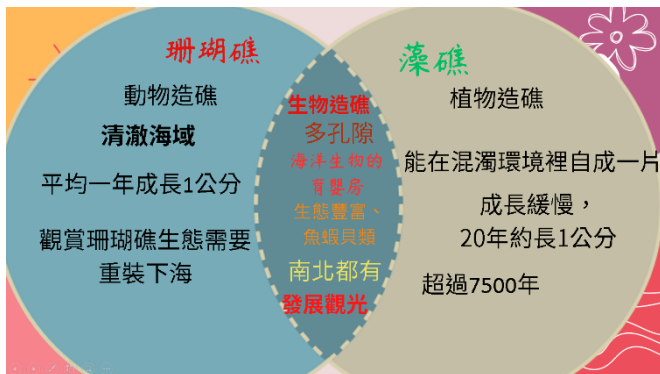 珊瑚礁
動物造礁
清澈海域
平均一年成長1公分
觀賞珊瑚礁生態需要
重裝下海
生物造礁
多孔隙
海洋生物的
育嬰房
生態豐富、
魚蝦貝類
南北都有
發展觀光
藻礁
植物造礁
能在混濁環境裡自成一片
成長緩慢，
20年約長1公分
超過7500年